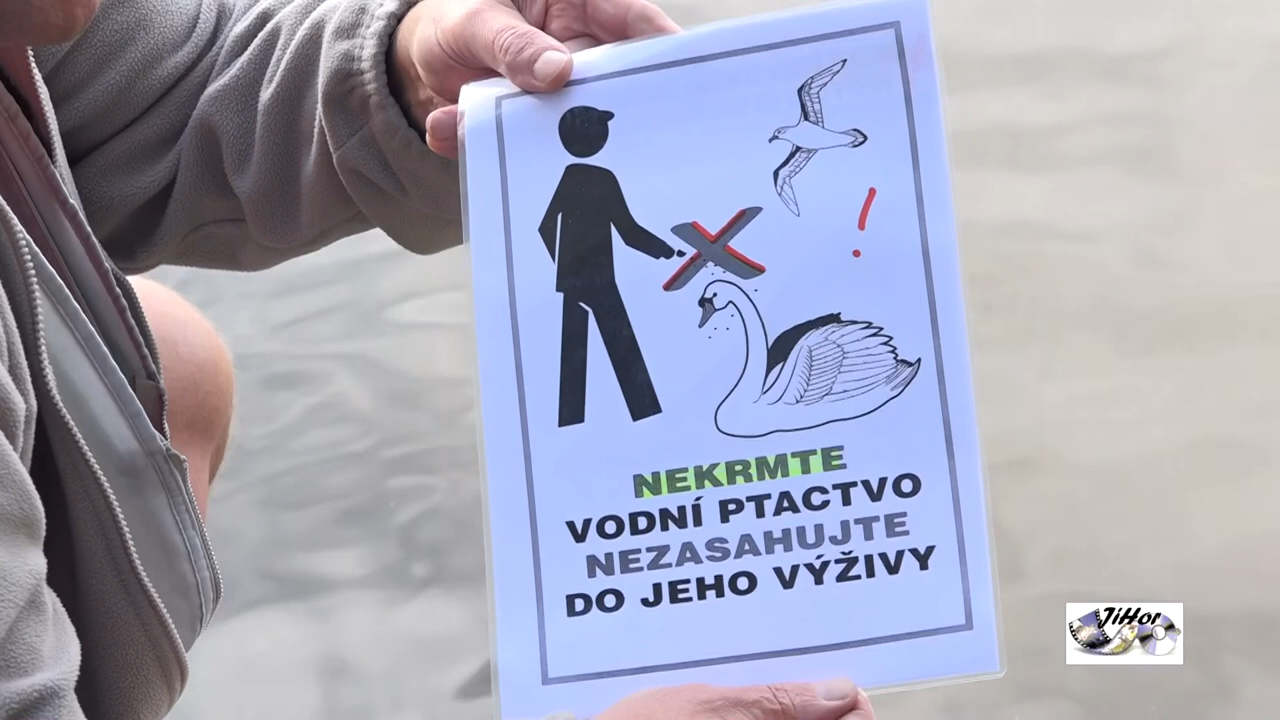 !
NEKRMTE
VODNÍ PTACTVO
NEZASAHUJTE
DO JEHO VÝŽIVY
JiHor